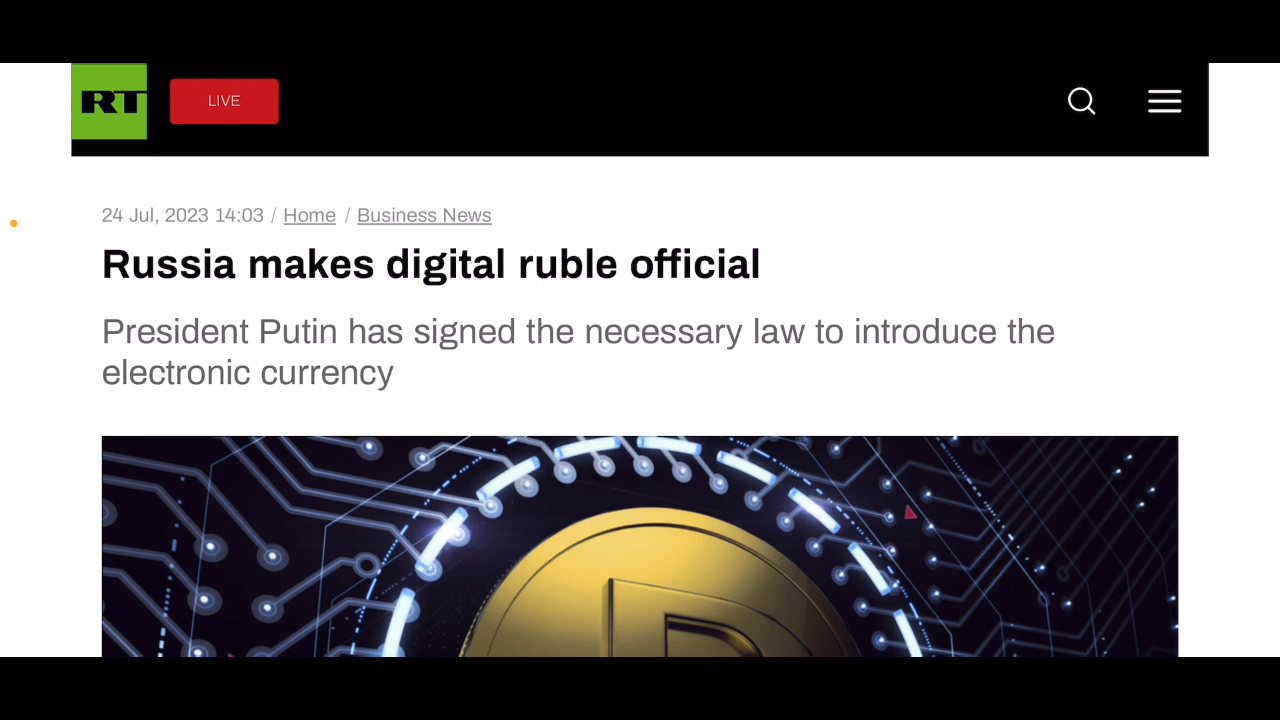 RT
LIVE
24 Jul, 2023 14:03 / Home / Business News
Russia makes digital ruble official
President Putin has signed the necessary law to introduce the
electronic currency